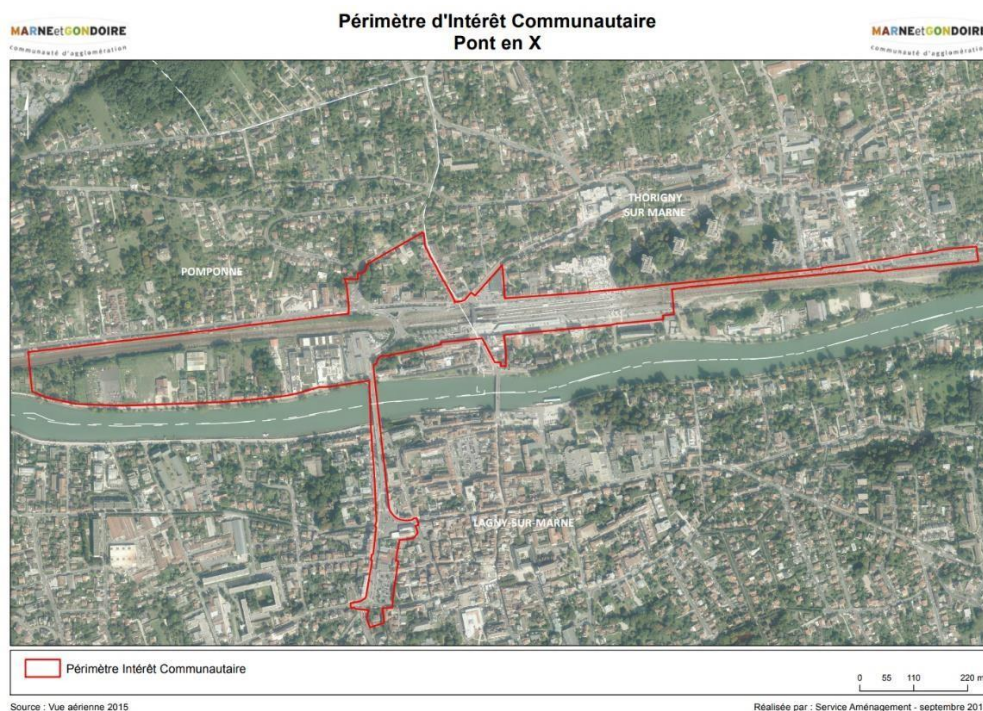 Périmètre d'Intérêt Communautaire
Pont en X
MARNEetGONDOIRE
communauté d'agglomération
MARNEetGONDOIRE
communauté d'agglomération
THORIGNY
SUR MARNE
POMPONNE
LAGNY-SUR-MARNE
Périmètre Intérêt Communautaire
0 55 110 220 m
Source : Vue aérienne 2015
Réalisée par : Service Aménagement - septembre 201